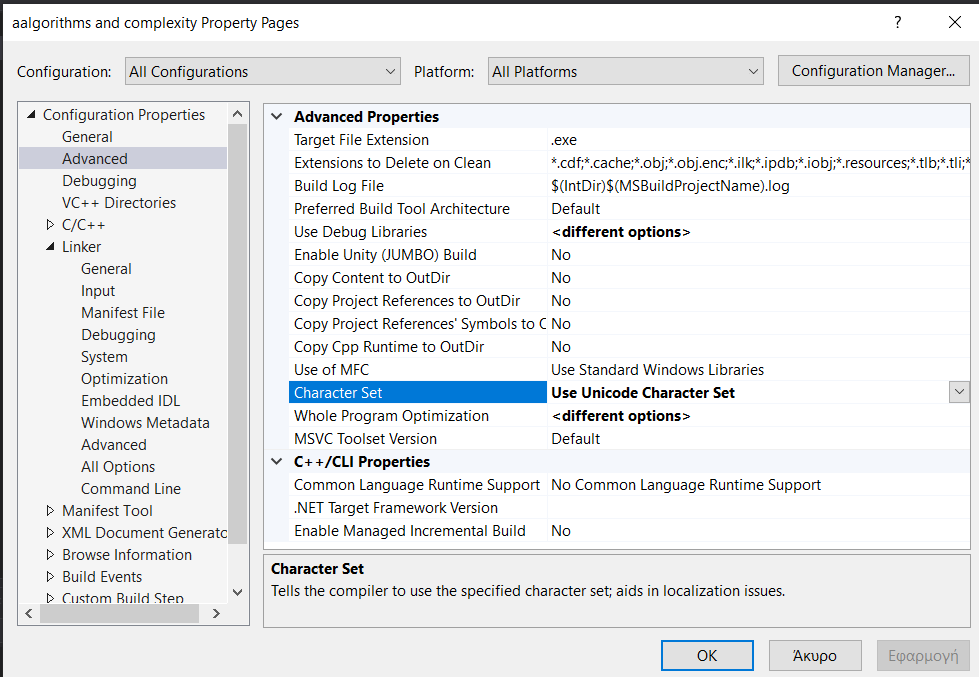 aalgorithms and complexity Property Pages
?
Configuration: All Configurations Platform: All Platforms Configuration Manager...
Configuration Properties
General
Advanced
Debugging
VC++ Directories
C/C++
Linker
General
Input
Manifest File
Debugging
System
Optimization
Embedded IDL
Windows Metadata
Advanced
All Options
Command Line
Manifest Tool
XML Document Generato
Browse Information
Build Events
Custom Build Step
Advanced Properties
Target File Extension .exe
Extensions to Delete on Clean *.cdf;*.cache;*.obj;*.obj.enc;*.ilk;*.ipdb;*.iobj;*.resources;*.tlb;*.tli;*
Build Log File $(IntDir)$(MSBuildProjectName).log
Preferred Build Tool Architecture Default
Use Debug Libraries <different options>
Enable Unity (JUMBO) Build No
Copy Content to OutDir No
Copy Project References to OutDir No
Copy Project References' Symbols to O No
Copy Cpp Runtime to OutDir No
Use of MFC Use Standard Windows Libraries
Character Set Use Unicode Character Set
Whole Program Optimization <different options>
MSVC Toolset Version Default
C++/CLI Properties
Common Language Runtime Support No Common Language Runtime Support
.NET Target Framework Version
Enable Managed Incremental Build No
Character Set
Tells the compiler to use the specified character set; aids in localization issues.
OK Άκυρο Εφαρμογή